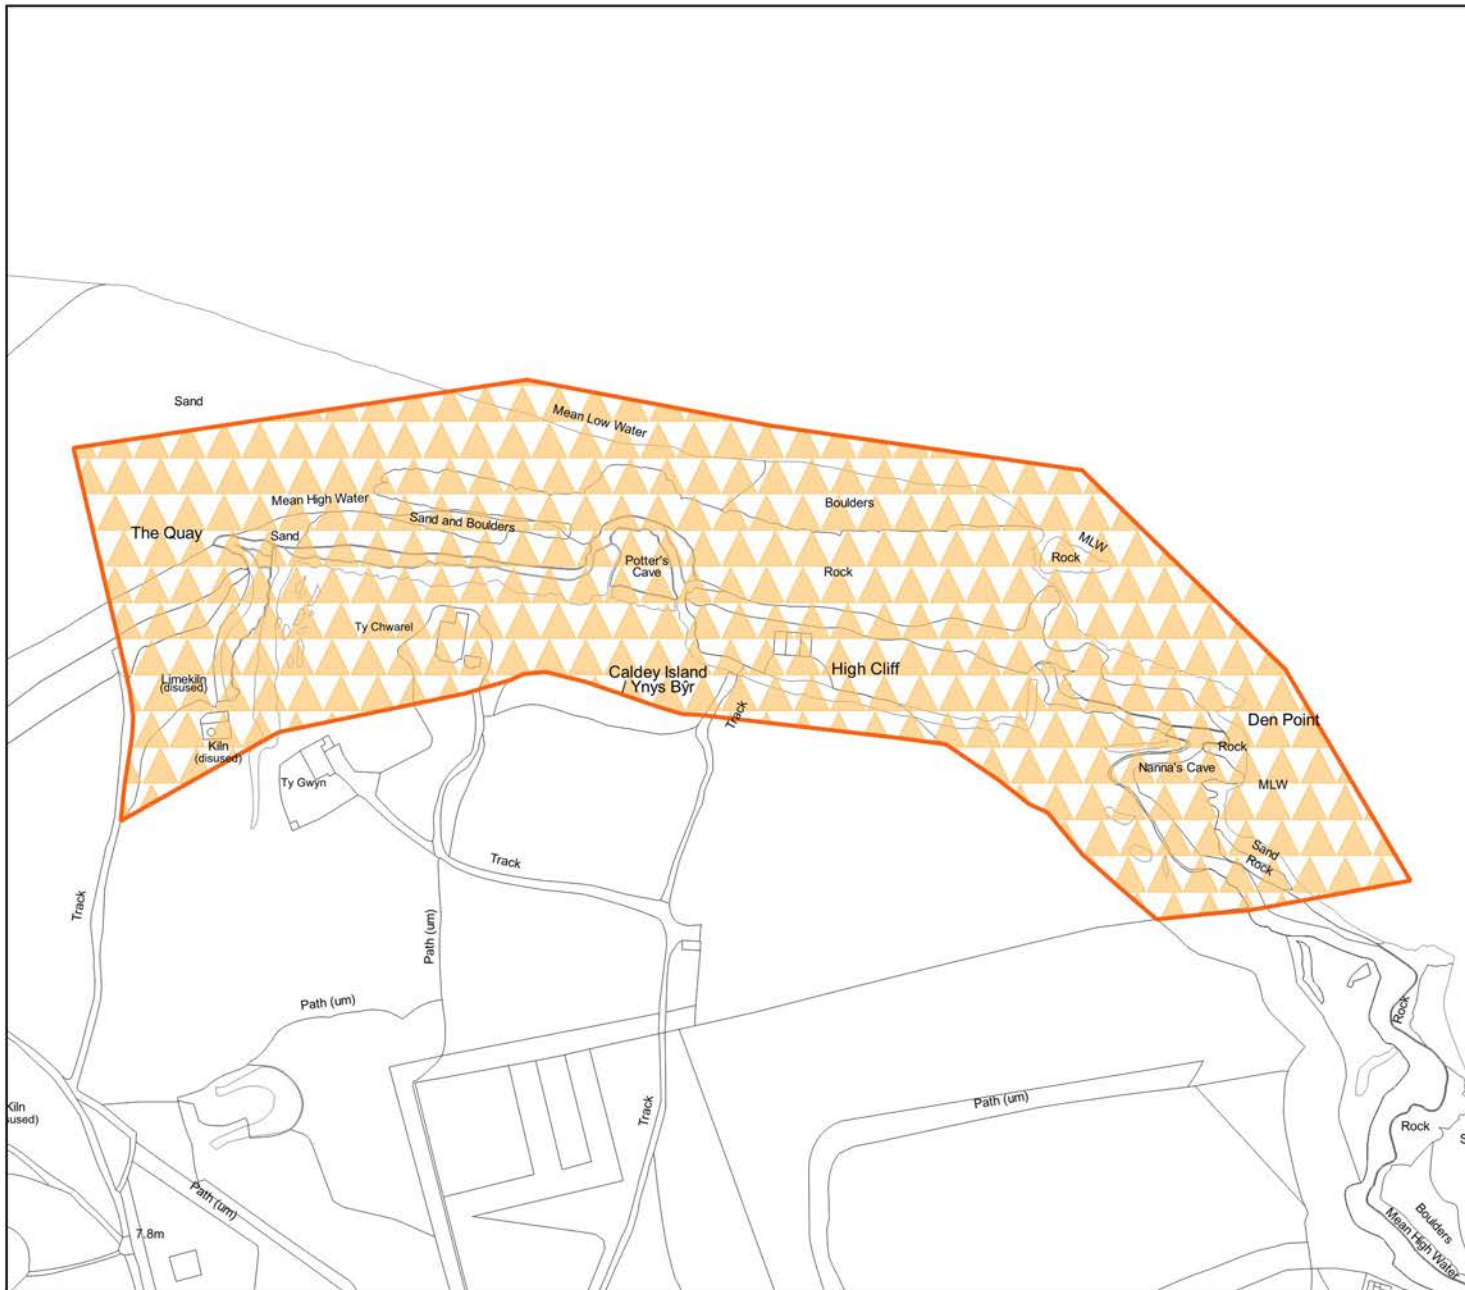 Sand
Mean Low Water
Mean High Water
Sand and Boulders
Boulders
The Quay
Sand
MLW
Rock
Potter's
Cave
Rock
Ty Chwarel
Limekiln
(disused)
Caldey Island
/ Ynys Bŷr
High Cliff
Track
Den Point
Kiln
(disused)
Rock
Nanna's Cave
Ty Gwyn
MLW
Sand
Rock
Track
Track
Path (um)
Path (um)
Rock
Path (um)
Track
Kiln
sused)
Rock
S
Path (um)
7.8m
Boulders
Mean High Water